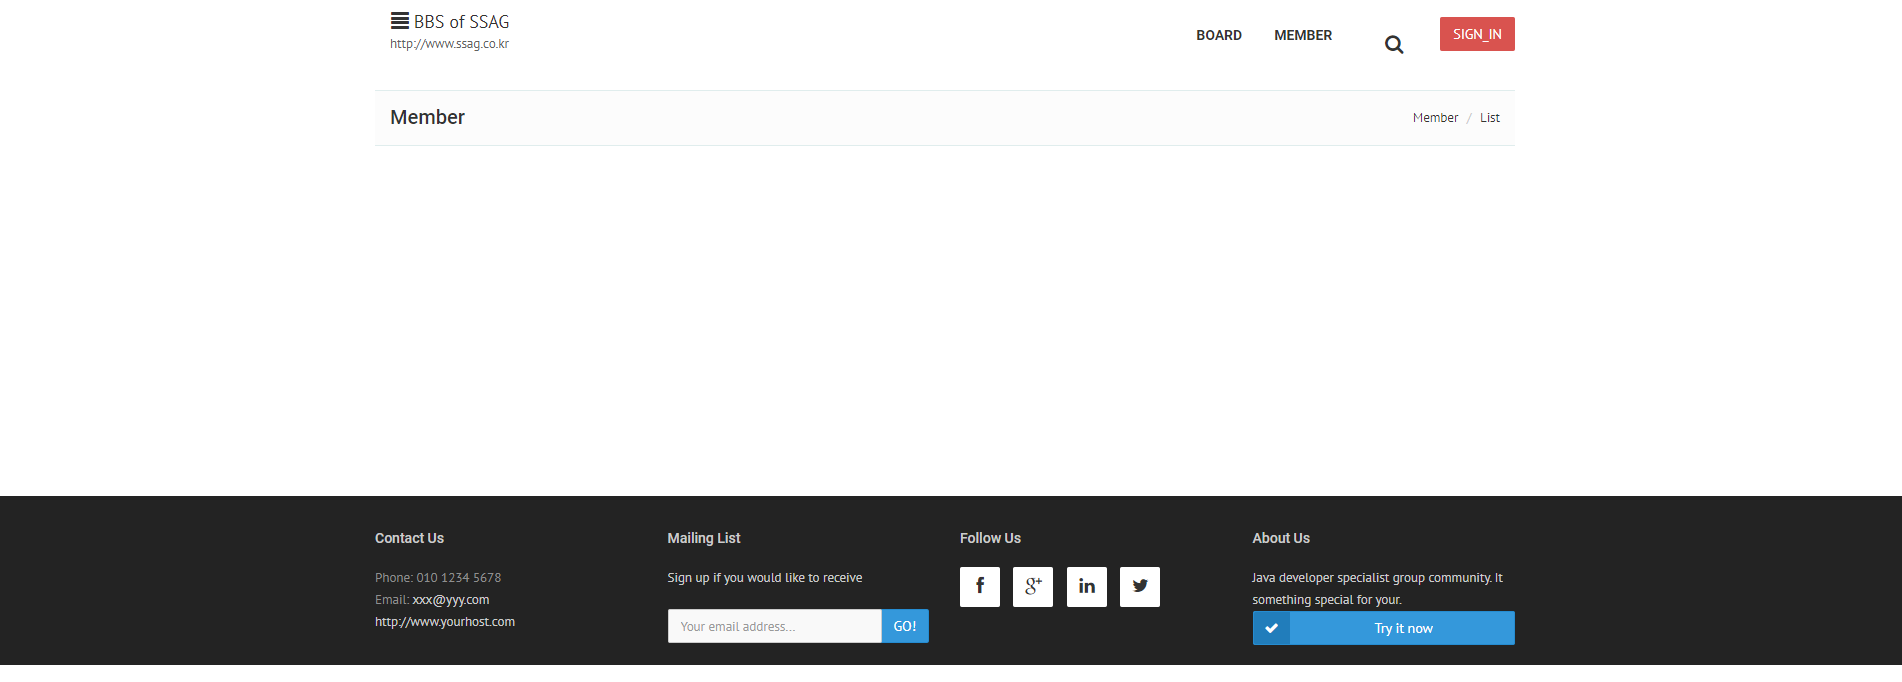 BBS of SSAG
http://www.ssag.co.kr
BOARD MEMBER
SIGN_IN
Member
Member / List
Contact Us
Phone: 010 1234 5678
Email: xxx@yyy.com
http://www.yourhost.com
Mailing List
Sign up if you would like to receive
Your email address...
GO!
Follow Us
f
g+
in
About Us
Java developer specialist group community. It
something special for your.
Try it now